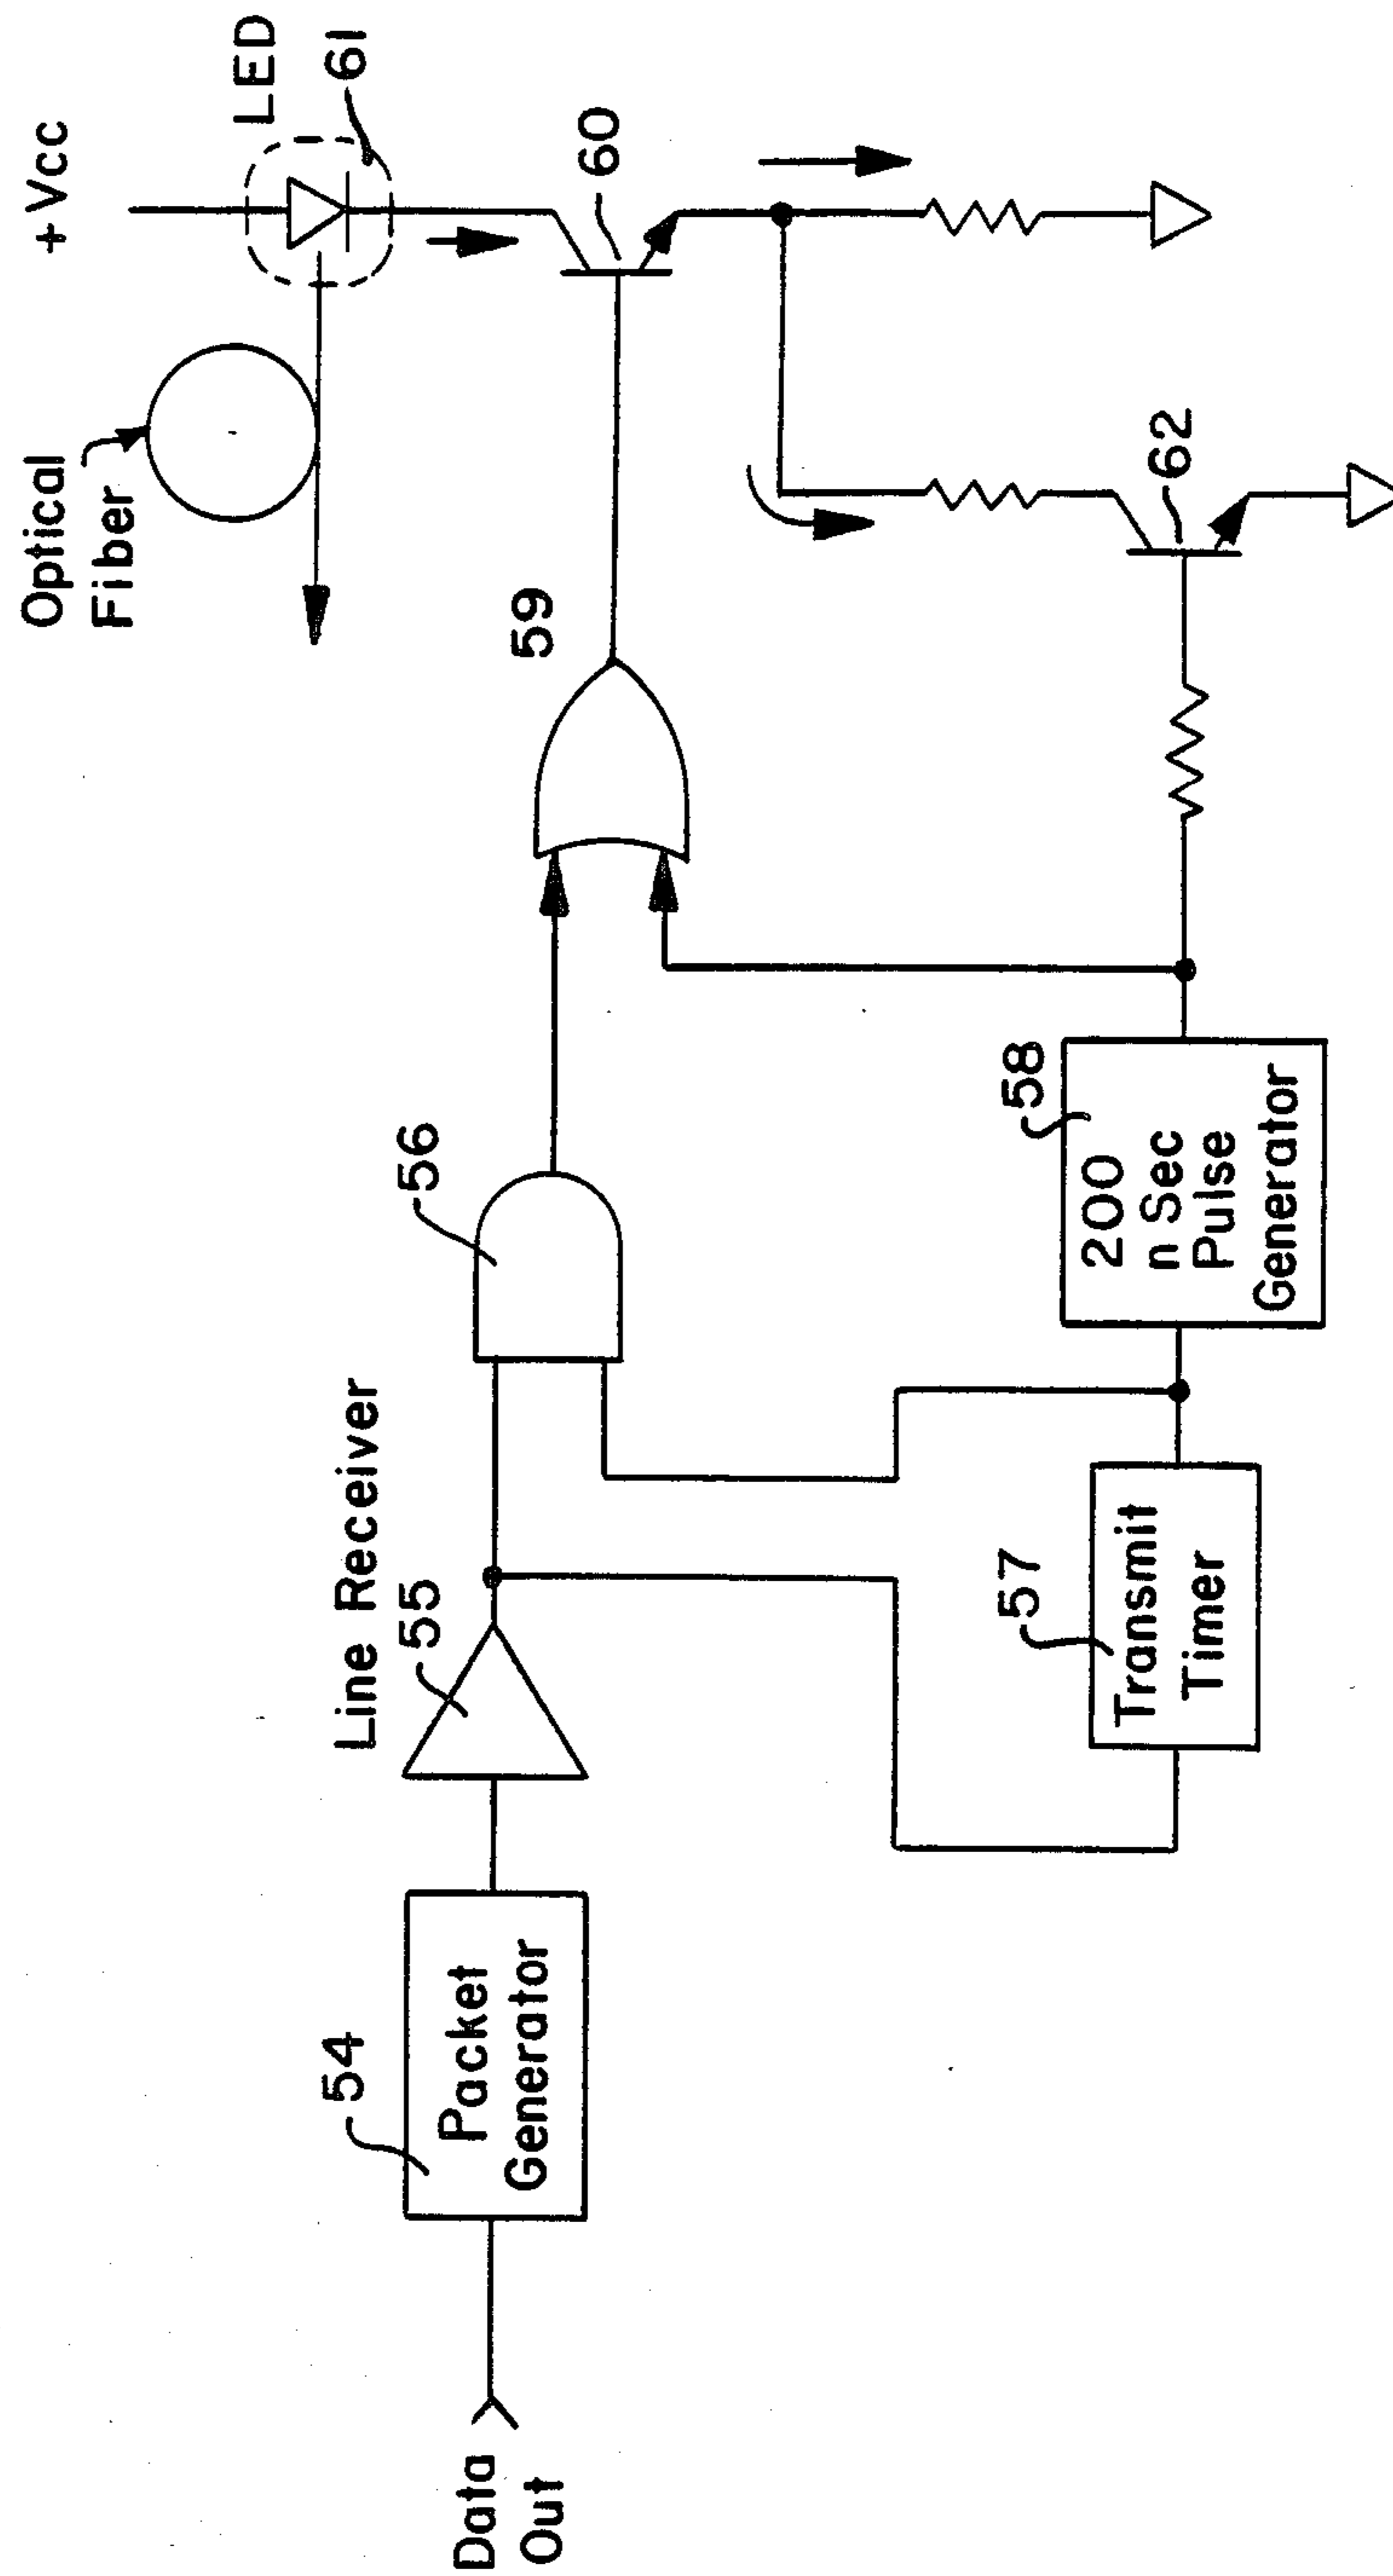 Data
Out
54
Packet
Generator
Line Receiver
55
56
57
Transmit
Timer
58
200
n Sec
Pulse
Generator
59
Optical
Fiber
+Vcc
LED
61
60
62